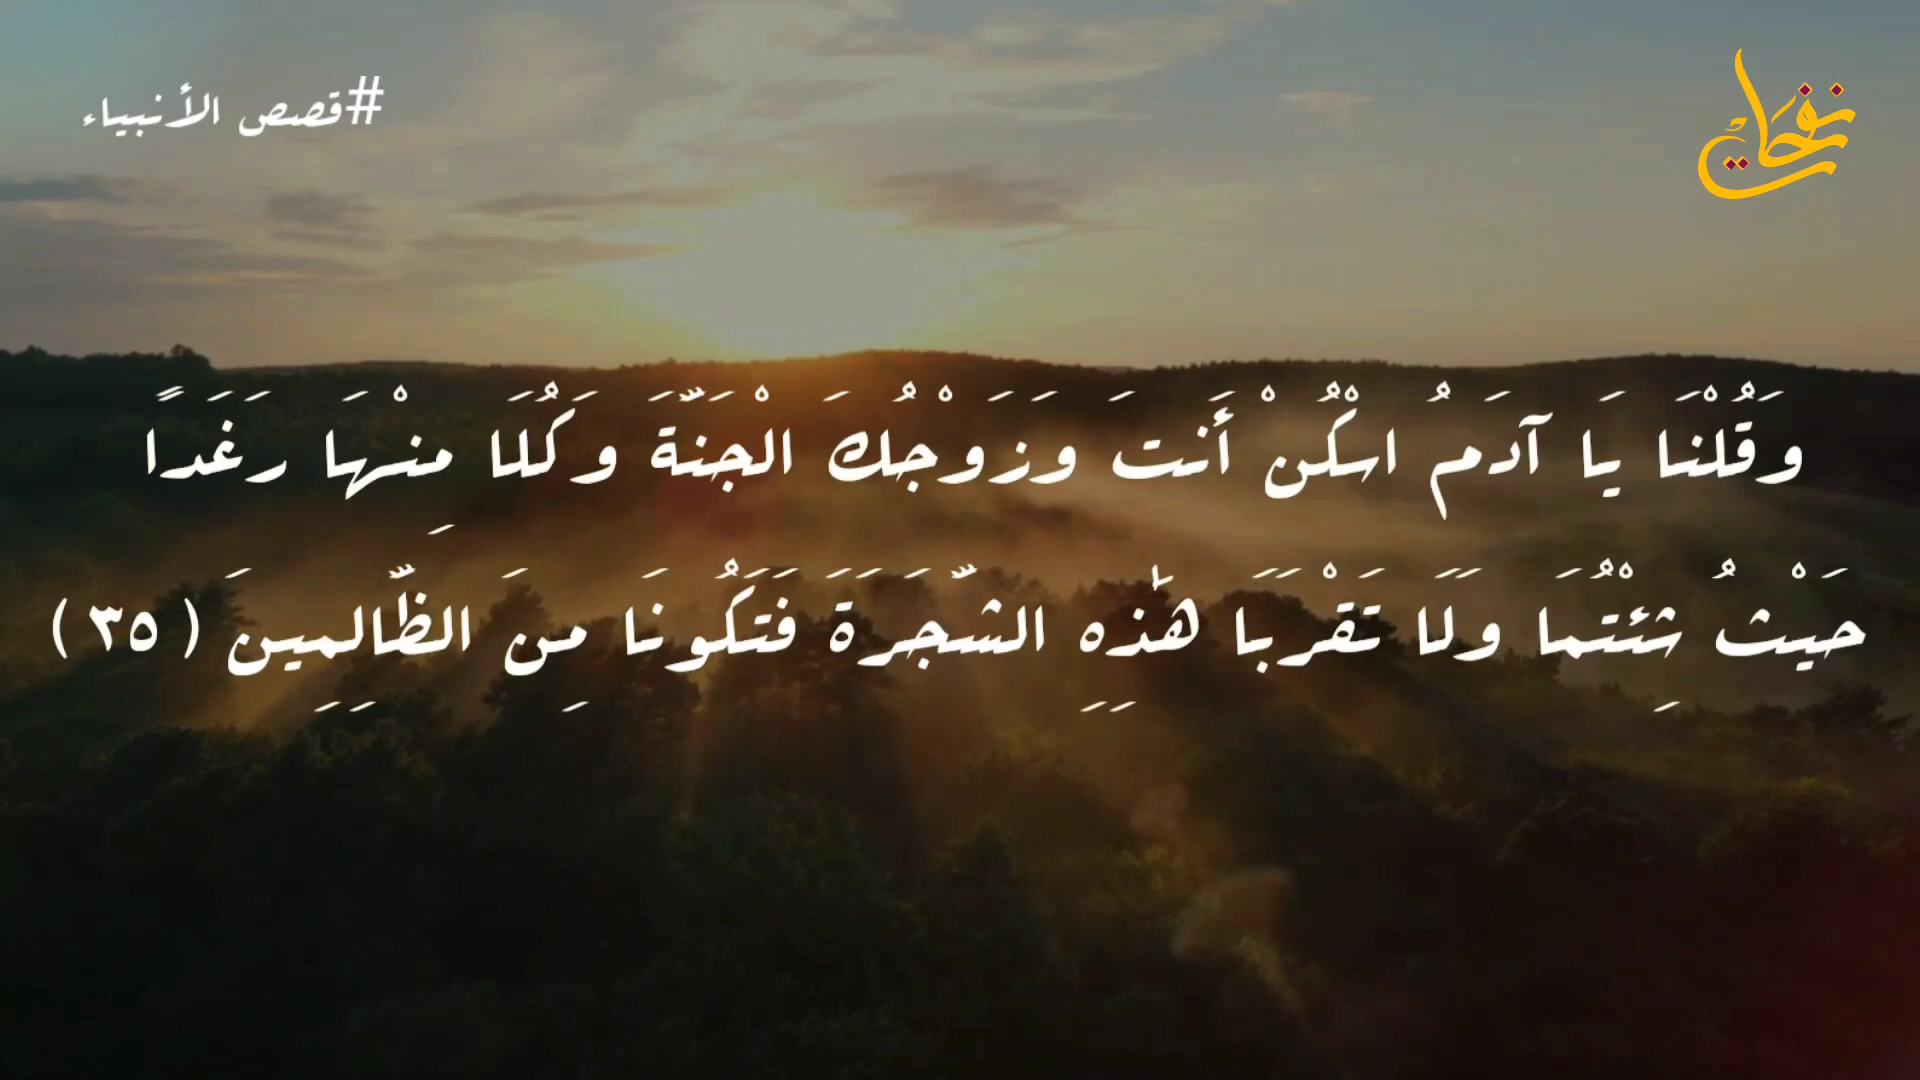 #قصص الأنبياء
نفحات
وَقُلْنَا يَا آدَمُ اسْكُنْ أَنتَ وَزَوْجُكَ الْجَنَّةَ وَكُلَا مِنْهَا رَغَدًا
حَيْثُ شِئْتُمَا وَلَا تَقْرَبَا هَٰذِهِ الشَّجَرَةَ فَتَكُونَا مِنَ الظَّالِمِينَ (٣٥)